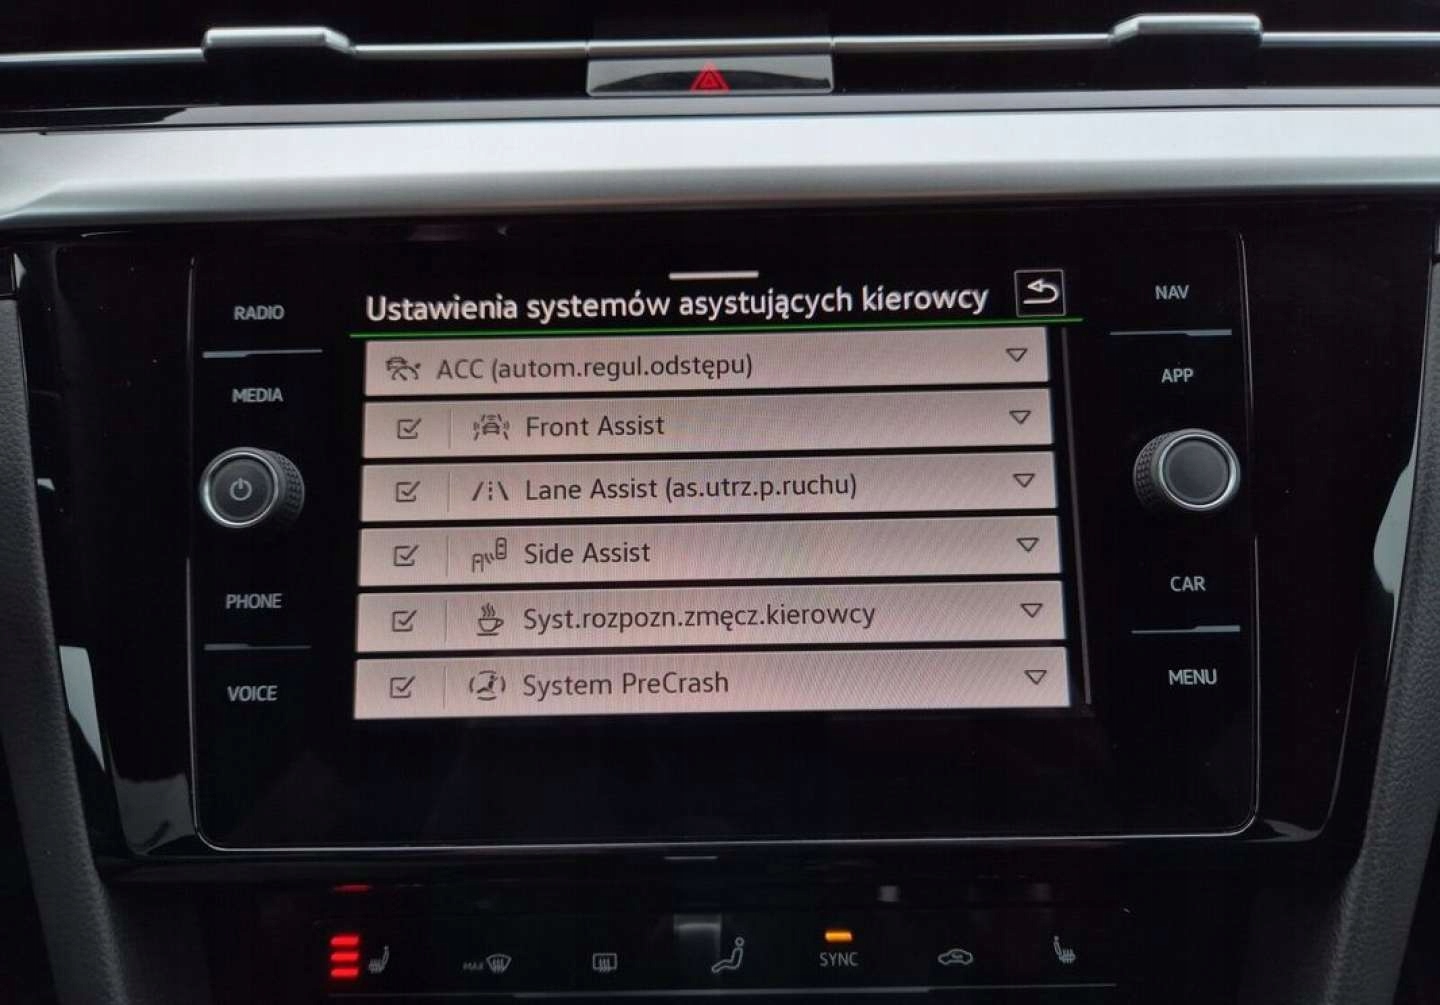 RADIO
MEDIA
PHONE
VOICE
Ustawienia systemów asystujących kierowcy
ACC (autom.regul.odstępu)
Front Assist
Lane Assist (as.utrz.p.ruchu)
Side Assist
Syst.rozpozn.zmęcz.kierowcy
System PreCrash
NAV
APP
CAR
MENU
MAX
SYNC